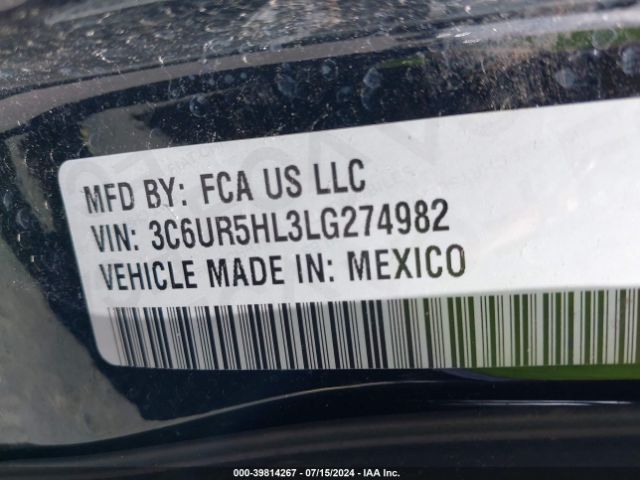 MFD BY: FCA US LLC
VIN: 3C6UR5HL3LG274982
VEHICLE MADE IN: MEXICO
000-39814267 - 07/15/2024 - IAA Inc.